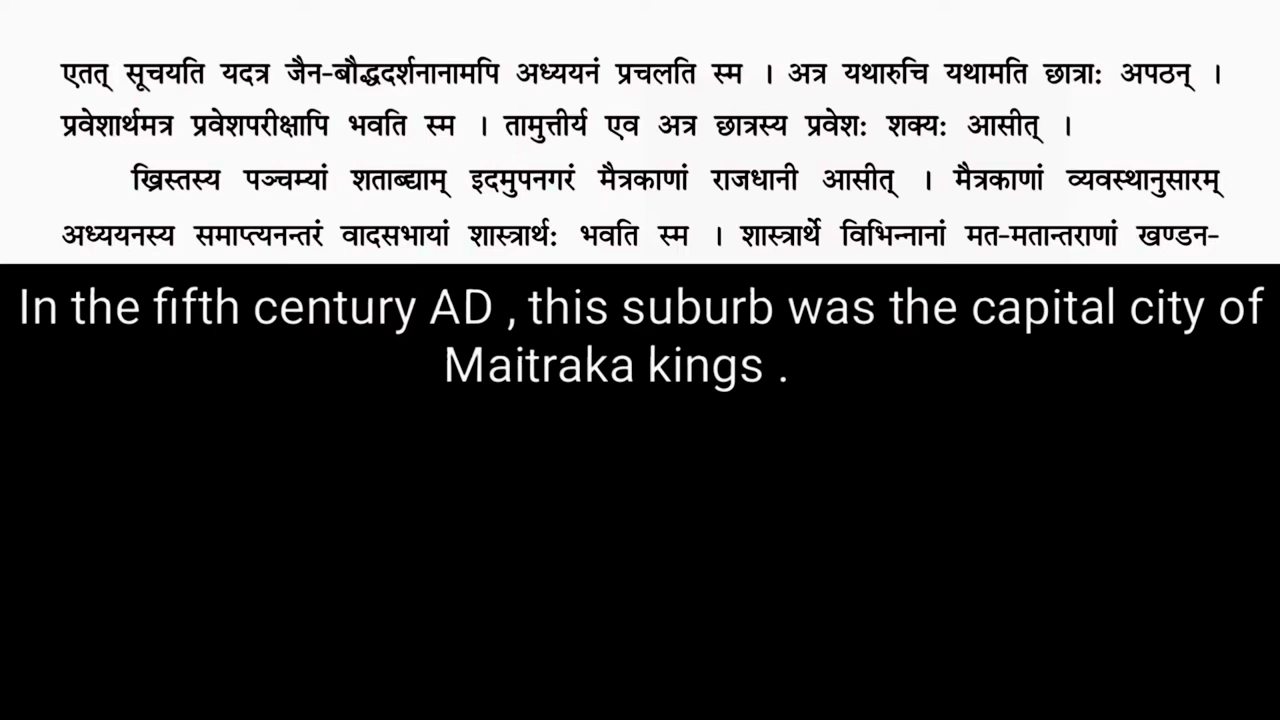 एतत् सूचयति यदत्र जैन-बौद्धदर्शनानामपि अध्ययनं प्रचलति स्म । अत्र यथारुचि यथामति छात्राः अपठन् ।
प्रवेशार्थमत्र प्रवेशपरीक्षापि भवति स्म । तामुत्तीर्य एव अत्र छात्रस्य प्रवेशः शक्यः आसीत् ।
ख्रिस्तस्य पञ्चम्यां शताब्द्याम् इदमुपनगरं मैत्रकाणां राजधानी आसीत् । मैत्रकाणां व्यवस्थानुसारम्
अध्ययनस्य समाप्त्यनन्तरं वादसभायां शास्त्रार्थः भवति स्म । शास्त्रार्थे विभिन्नानां मत-मतान्तराणां खण्डन-
In the fifth century AD , this suburb was the capital city of
Maitraka kings .